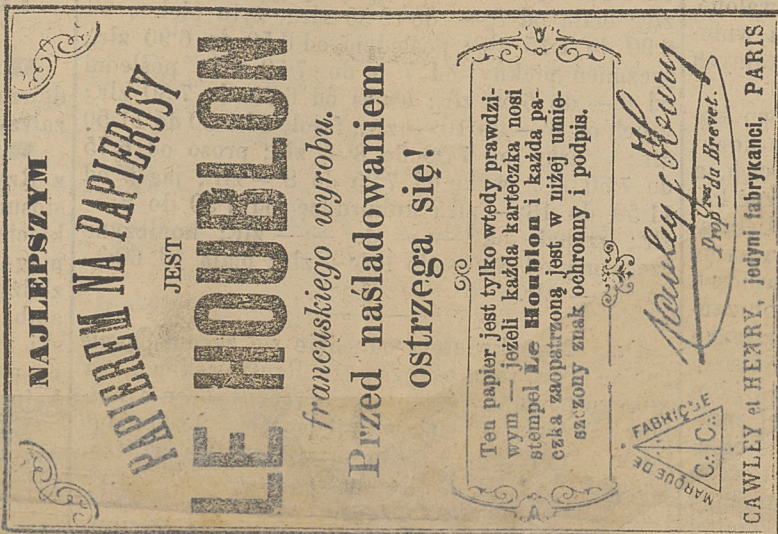 NAJLEPSZYM
PAPIEREM NA PAPIEROSY
JEST
LE HOUBLON
francuskiego wyrobu.
Przed naśladowaniem
ostrzega się!
Ten papier jest tylko wtedy prawdzi-
wym — jeżeli każda karteczka nosi
stempel Le Houblon i każda pa-
czka zaopatrzoną jest w niżej umie-
szczony znak ochronny i podpis.
Cawley & Henry
Propres du Brevet.
MARQUE DE FABRIQUE
C.: C.:
CAWLEY et HENRY, jedyni fabrykanci, PARIS